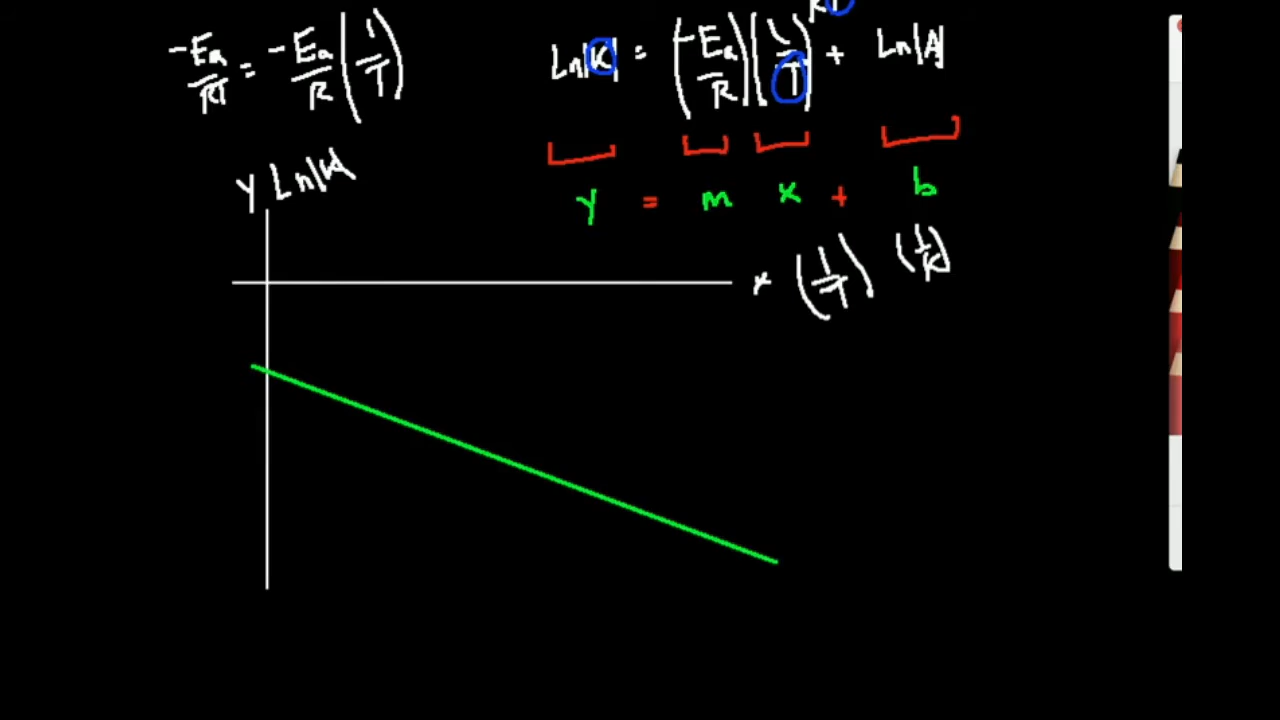 -Ea/RT = -Ea/R (1/T)
Ln|K| = (-Ea/R)(1/T) + Ln|A|
y = m x + b
Y Ln|K|
x (1/T) (1/K)